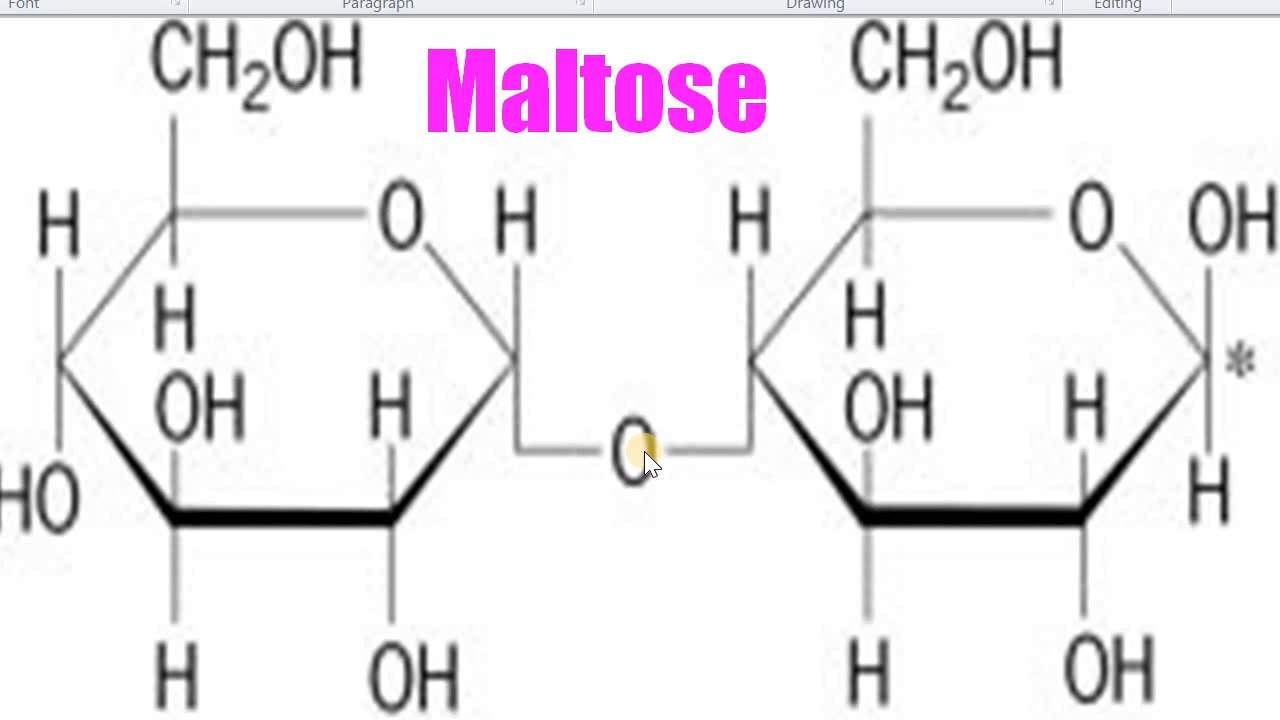 Font Paragraph Drawing Editing
CH2OH Maltose CH2OH
H O H H O OH
H H
OH H OH H *
HO O H
H OH H OH